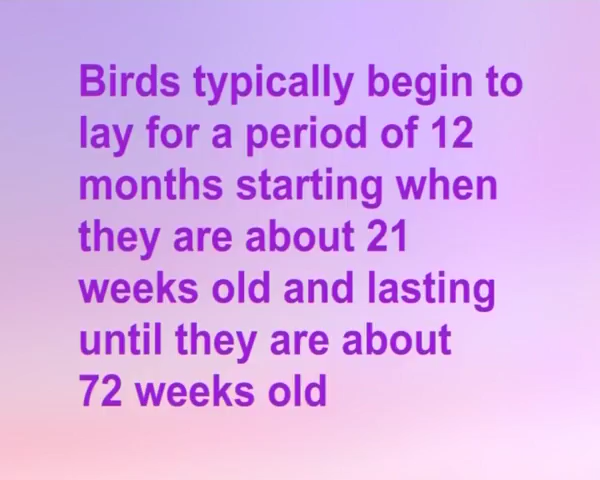 Birds typically begin to
lay for a period of 12
months starting when
they are about 21
weeks old and lasting
until they are about
72 weeks old